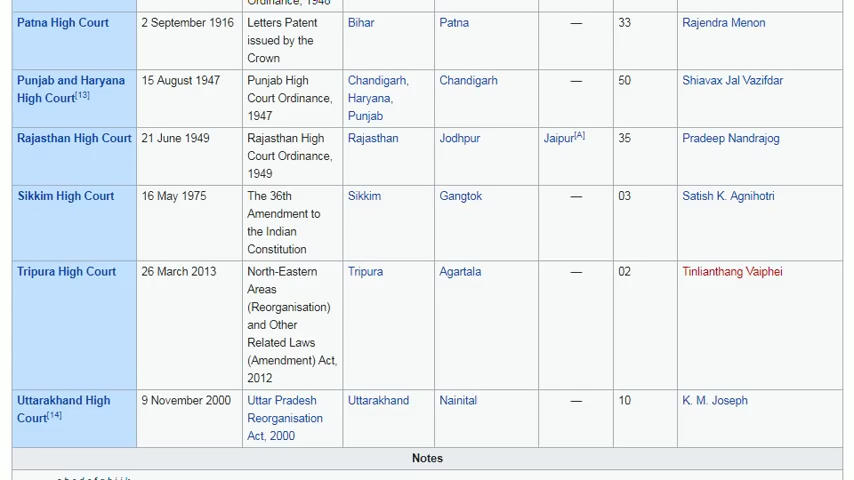 Ordinance, 1948
Patna High Court 2 September 1916 Letters Patent Bihar Patna — 33 Rajendra Menon
issued by the
Crown
Punjab and Haryana 15 August 1947 Punjab High Chandigarh, Chandigarh — 50 Shiavax Jal Vazifdar
High Court[13] Court Ordinance, Haryana,
1947 Punjab
Rajasthan High Court 21 June 1949 Rajasthan High Rajasthan Jodhpur Jaipur[A] 35 Pradeep Nandrajog
Court Ordinance,
1949
Sikkim High Court 16 May 1975 The 36th Sikkim Gangtok — 03 Satish K. Agnihotri
Amendment to
the Indian
Constitution
Tripura High Court 26 March 2013 North-Eastern Tripura Agartala — 02 Tinlianthang Vaiphei
Areas
(Reorganisation)
and Other
Related Laws
(Amendment) Act,
2012
Uttarakhand High 9 November 2000 Uttar Pradesh Uttarakhand Nainital — 10 K. M. Joseph
Court[14] Reorganisation
Act, 2000
Notes